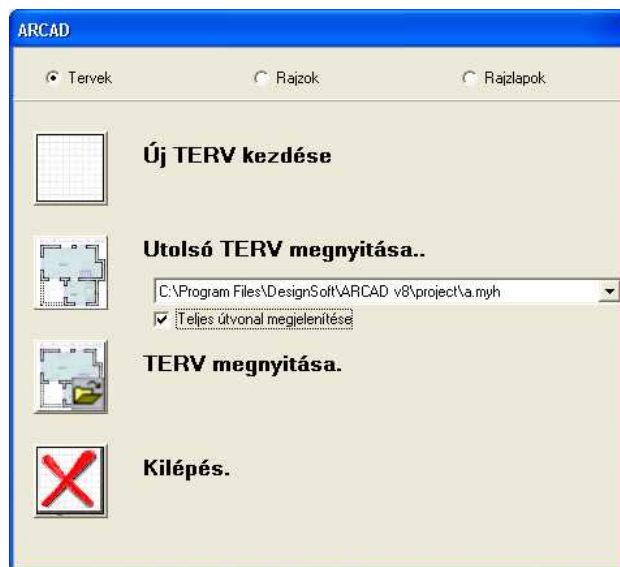 ARCAD
Tervek Rajzok Rajzlapok
Új TERV kezdése
Utolsó TERV megnyitása..
C:\Program Files\DesignSoft\ARCAD v8\project\a.myh
Teljes útvonal megjelenítése
TERV megnyitása.
Kilépés.